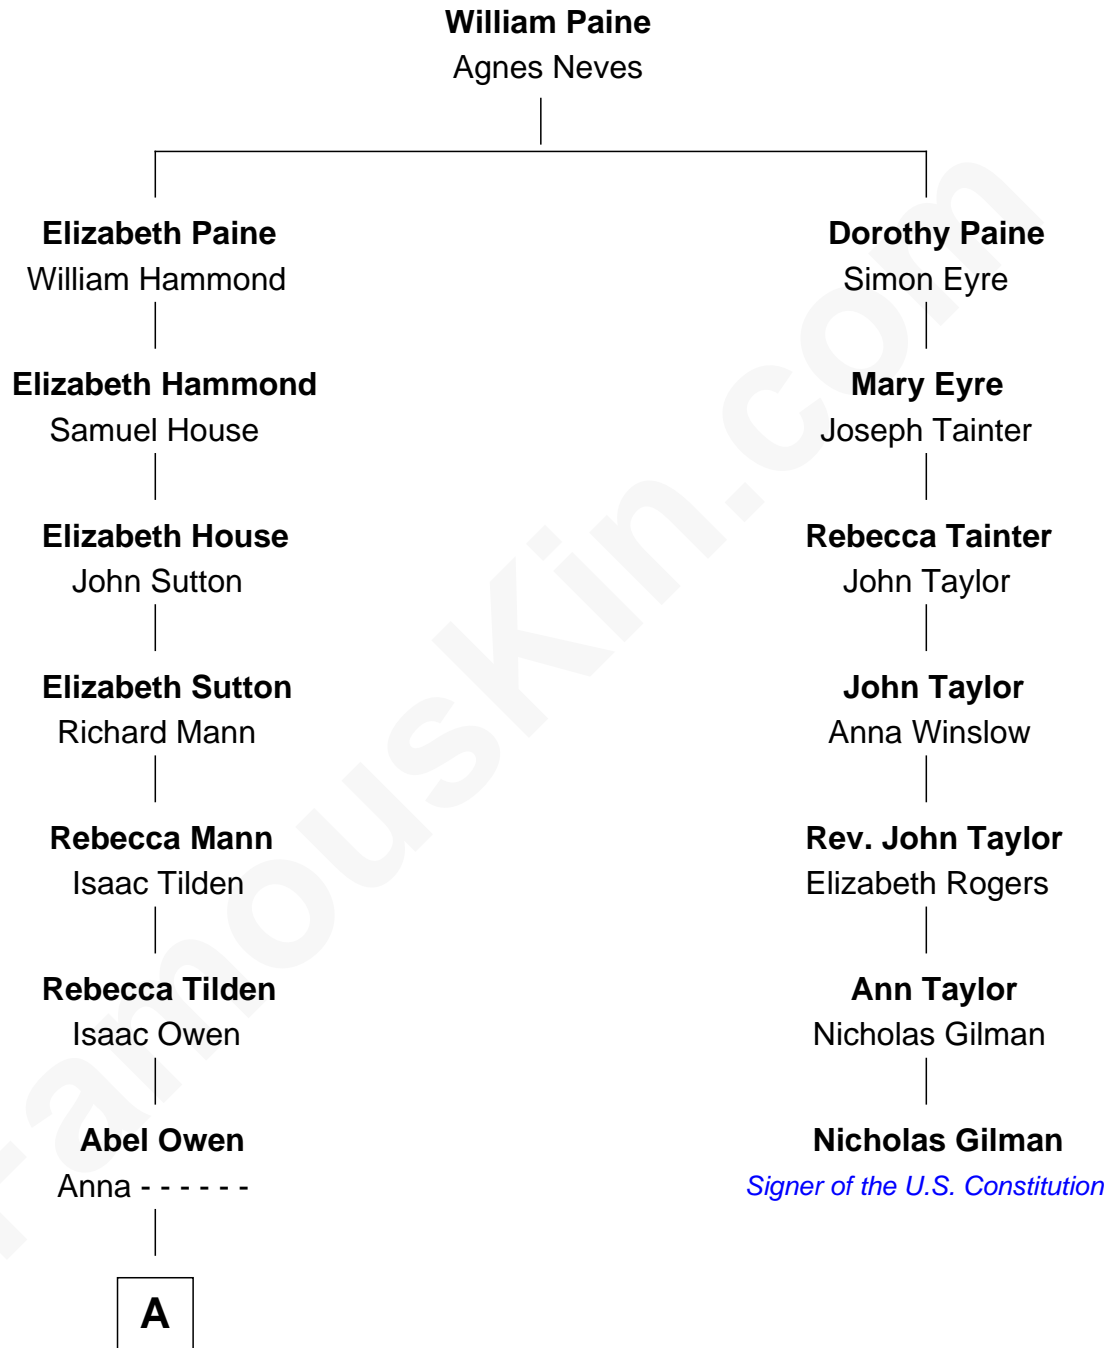 William Paine
Agnes Neves
Elizabeth Paine
William Hammond
Dorothy Paine
Simon Eyre
Elizabeth Hammond
Samuel House
Mary Eyre
Joseph Tainter
Elizabeth House
John Sutton
Rebecca Tainter
John Taylor
Elizabeth Sutton
Richard Mann
John Taylor
Anna Winslow
Rebecca Mann
Isaac Tilden
Rev. John Taylor
Elizabeth Rogers
Rebecca Tilden
Isaac Owen
Ann Taylor
Nicholas Gilman
Abel Owen
Anna - - - - - -
Nicholas Gilman
Signer of the U.S. Constitution
A
FamousKin.com